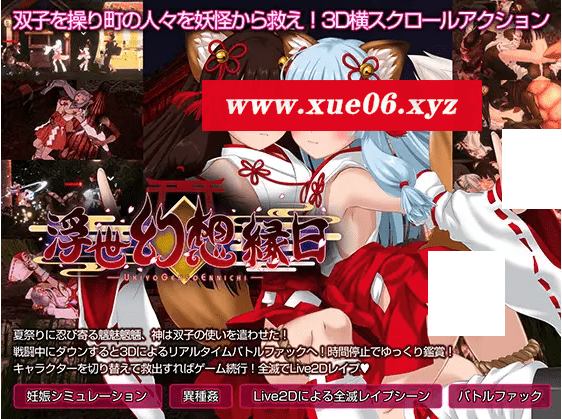 双子を操り町の人々を妖怪から救え！3D横スクロールアクション
www.xue06.xyz
浮世幻想縁日
UKIYOGENSOENNICHI
夏祭りに忍び寄る魑魅魍魎、神は双子の使いを遣わせた！
戦闘中にダウンすると3Dによるリアルタイムバトルファックへ！時間停止でゆっくり鑑賞！
キャラクターを切り替えて救出すればゲーム続行！全滅でLive2Dレイプ♥
妊娠シミュレーション
異種姦
Live2Dによる全滅レイプシーン
バトルファック